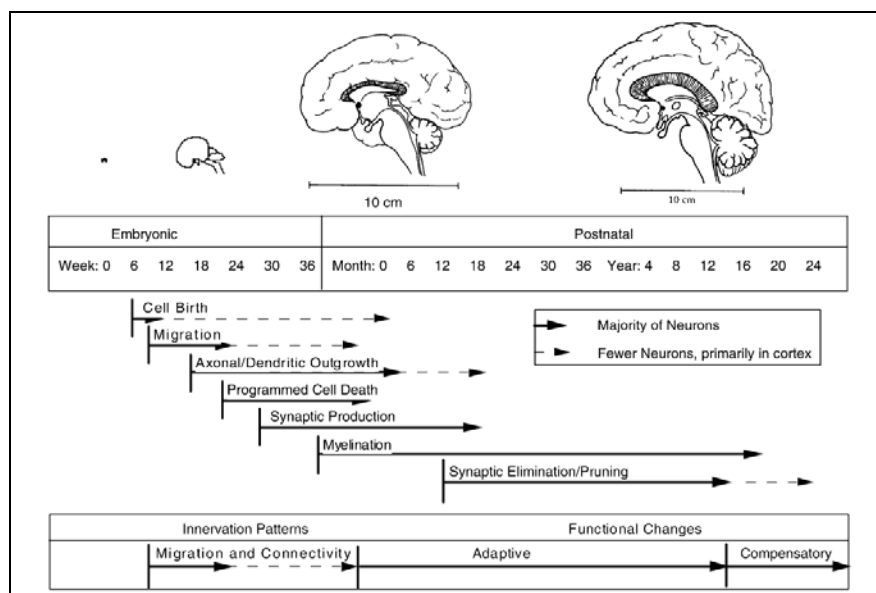 10 cm
10 cm
Embryonic Postnatal
Week: 0 6 12 18 24 30 36 Month: 0 6 12 18 24 30 36 Year: 4 8 12 16 20 24
Cell Birth
Migration
Axonal/Dendritic Outgrowth
Programmed Cell Death
Synaptic Production
Myelination
Synaptic Elimination/Pruning
Majority of Neurons
Fewer Neurons, primarily in cortex
Innervation Patterns Functional Changes
Migration and Connectivity Adaptive Compensatory